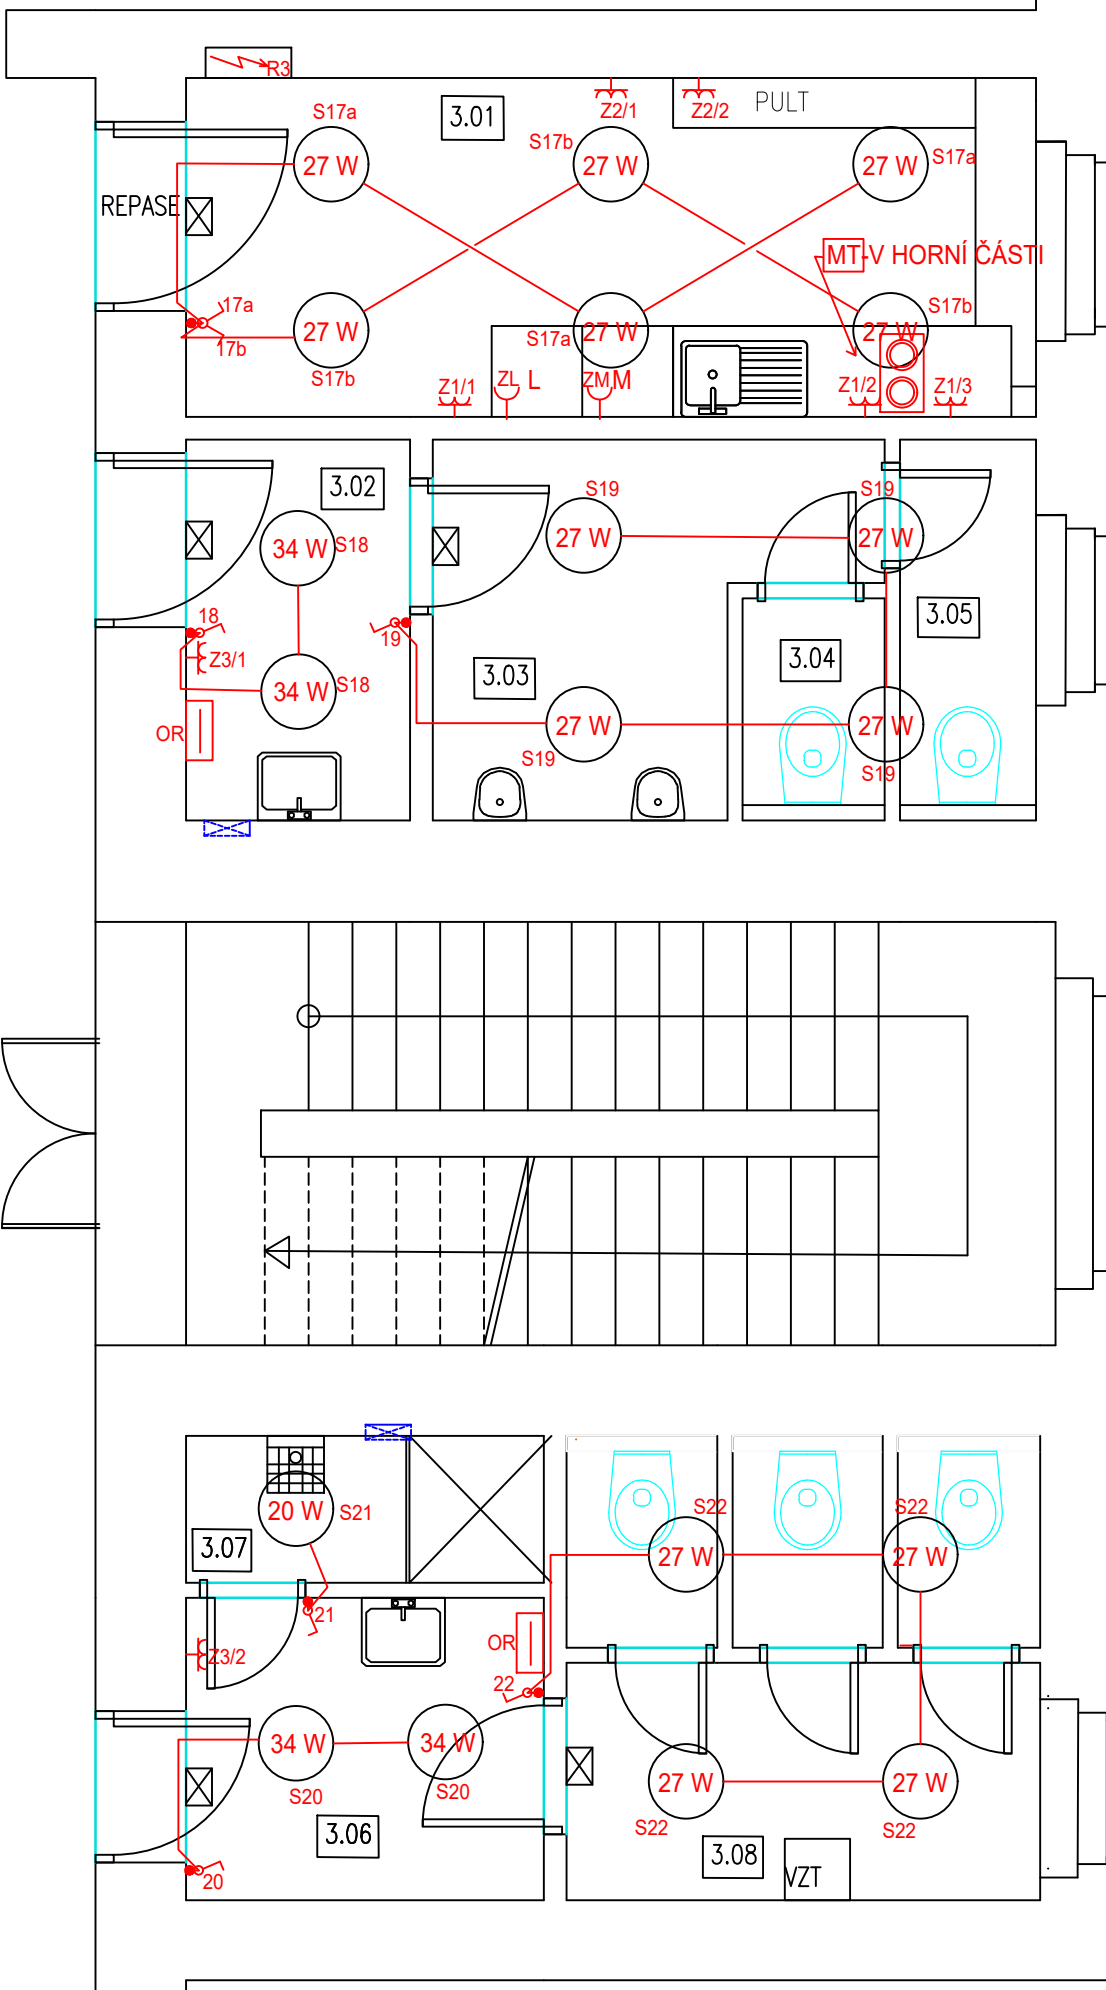 R3
S17a
3.01
Z2/1
Z2/2
PULT
S17b
S17a
27 W
27 W
27 W
REPASE
MT-V HORNÍ ČÁSTI
17a
17b
27 W
S17b
S17a
27 W
S17b
27 W
Z1/1
ZL L
ZM M
Z1/2
Z1/3
3.02
S19
S19
34 W
S18
27 W
27 W
18
19
Z3/1
3.03
3.04
3.05
34 W
S18
OR
27 W
27 W
S19
S19
20 W
S21
S22
S22
3.07
27 W
27 W
21
OR
Z3/2
22
34 W
34 W
S20
S20
27 W
27 W
S22
S22
3.06
3.08
VZT
20